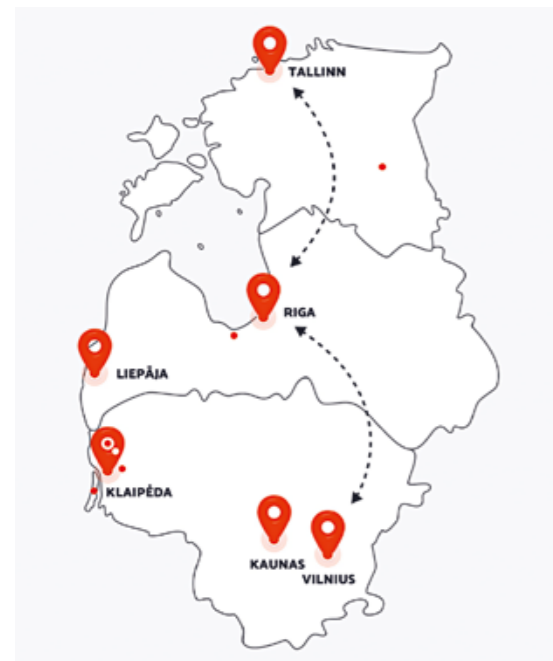 TALLINN
RIGA
LIEPĀJA
KLAIPĖDA
KAUNAS
VILNIUS